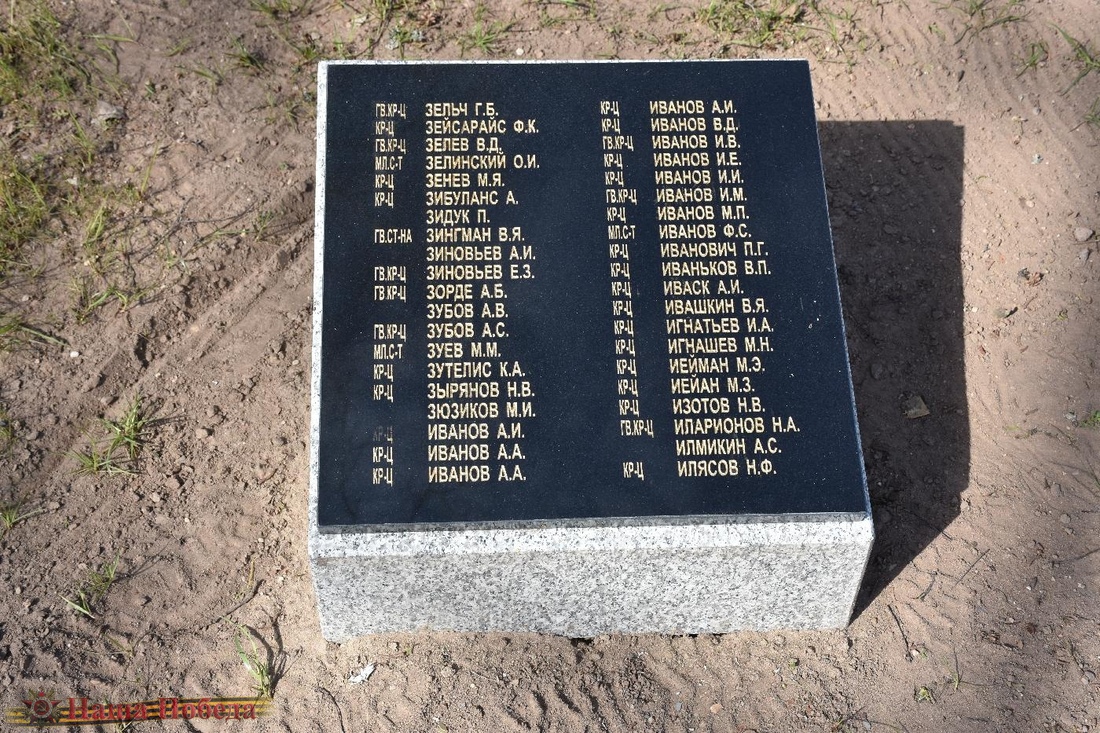 ГВ.КР-Ц ЗЕЛЬЧ Г.Б.
КР-Ц ЗЕЙСАРАЙС Ф.К.
ГВ.КР-Ц ЗЕЛЕВ В.Д.
МЛ.С-Т ЗЕЛИНСКИЙ О.И.
КР-Ц ЗЕНЕВ М.Я.
КР-Ц ЗИБУЛАНС А.
ЗИДУК П.
ГВ.СТ-НА ЗИНГМАН В.Я.
ЗИНОВЬЕВ А.И.
ГВ.КР-Ц ЗИНОВЬЕВ Е.З.
ГВ.КР-Ц ЗОРДЕ А.Б.
ЗУБОВ А.В.
ГВ.КР-Ц ЗУБОВ А.С.
МЛ.С-Т ЗУЕВ М.М.
КР-Ц ЗУТЕЛИС К.А.
КР-Ц ЗЫРЯНОВ Н.В.
ЗЮЗИКОВ М.И.
КР-Ц ИВАНОВ А.И.
КР-Ц ИВАНОВ А.А.
КР-Ц ИВАНОВ А.А.
КР-Ц ИВАНОВ А.И.
КР-Ц ИВАНОВ В.Д.
ГВ.КР-Ц ИВАНОВ И.В.
КР-Ц ИВАНОВ И.Е.
КР-Ц ИВАНОВ И.И.
ГВ.КР-Ц ИВАНОВ И.М.
КР-Ц ИВАНОВ М.П.
МЛ.С-Т ИВАНОВ Ф.С.
КР-Ц ИВАНОВИЧ П.Г.
КР-Ц ИВАНЬКОВ В.П.
КР-Ц ИВАСК А.И.
КР-Ц ИВАШКИН В.Я.
КР-Ц ИГНАТЬЕВ И.А.
КР-Ц ИГНАШЕВ М.Н.
КР-Ц ИЕЙМАН М.Э.
КР-Ц ИЕЙАН М.З.
КР-Ц ИЗОТОВ Н.В.
ГВ.КР-Ц ИЛАРИОНОВ Н.А.
ИЛМИКИН А.С.
КР-Ц ИЛЯСОВ Н.Ф.
Наша Победа